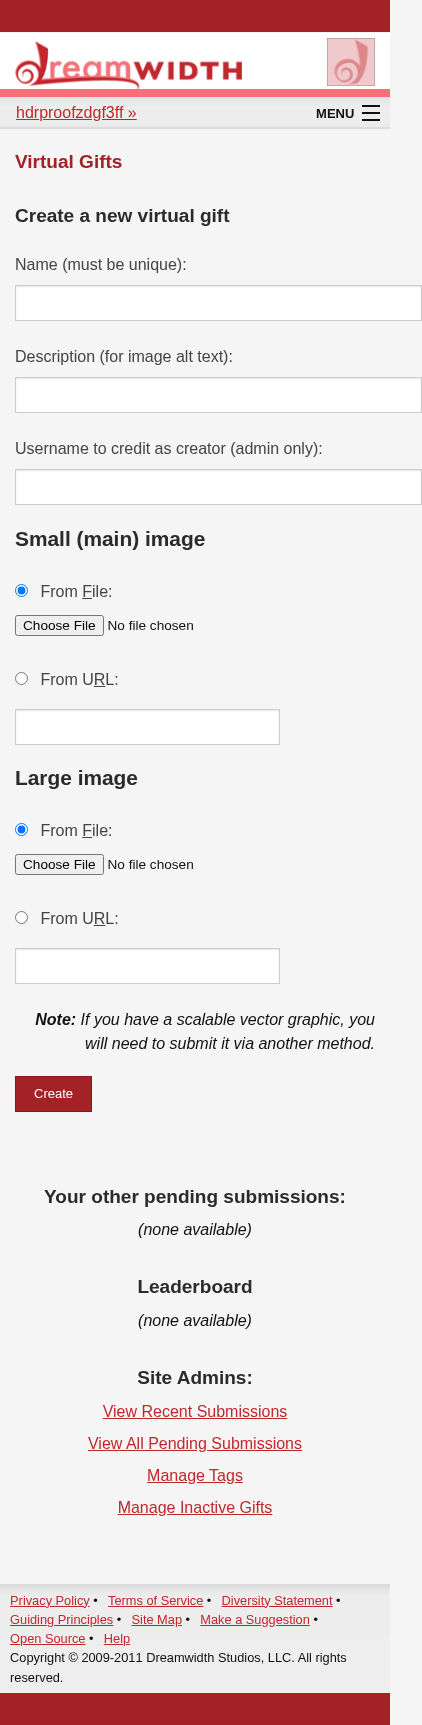 dreamwidth
hdrproofzdgf3ff »
MENU
Virtual Gifts
Create a new virtual gift
Name (must be unique):
Description (for image alt text):
Username to credit as creator (admin only):
Small (main) image
From File:
Choose File No file chosen
From URL:
Large image
From File:
Choose File No file chosen
From URL:
Note: If you have a scalable vector graphic, you
will need to submit it via another method.
Create
Your other pending submissions:
(none available)
Leaderboard
(none available)
Site Admins:
View Recent Submissions
View All Pending Submissions
Manage Tags
Manage Inactive Gifts
Privacy Policy • Terms of Service • Diversity Statement •
Guiding Principles • Site Map • Make a Suggestion •
Open Source • Help
Copyright © 2009-2011 Dreamwidth Studios, LLC. All rights
reserved.